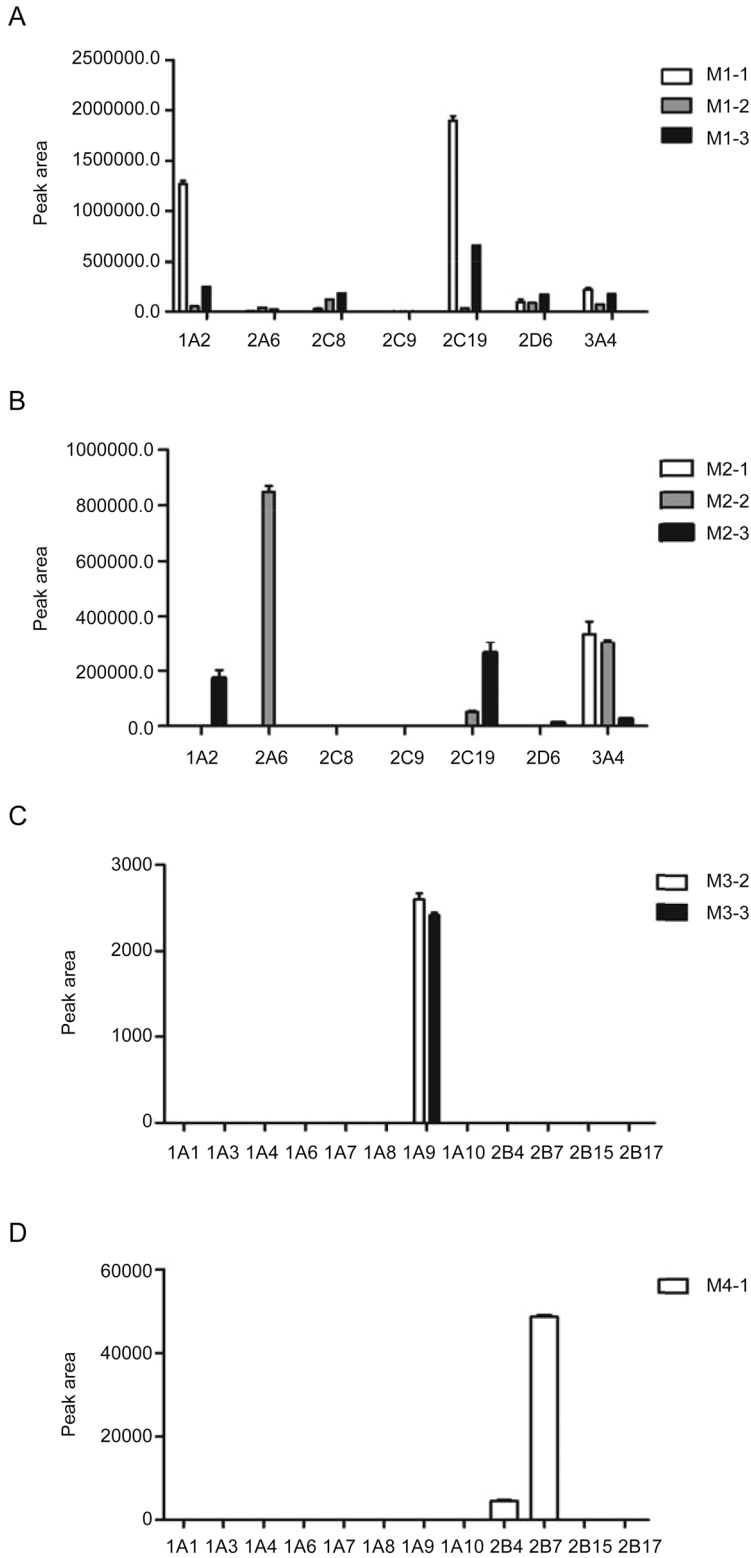 A
2500000.0
2000000.0
1500000.0
1000000.0
500000.0
0.0
Peak area
1A2 2A6 2C8 2C9 2C19 2D6 3A4
M1-1
M1-2
M1-3
B
1000000.0
800000.0
600000.0
400000.0
200000.0
0.0
Peak area
1A2 2A6 2C8 2C9 2C19 2D6 3A4
M2-1
M2-2
M2-3
C
3000
2000
1000
0
Peak area
1A1 1A3 1A4 1A6 1A7 1A8 1A9 1A10 2B4 2B7 2B15 2B17
M3-2
M3-3
D
60000
40000
20000
0
Peak area
1A1 1A3 1A4 1A6 1A7 1A8 1A9 1A10 2B4 2B7 2B15 2B17
M4-1